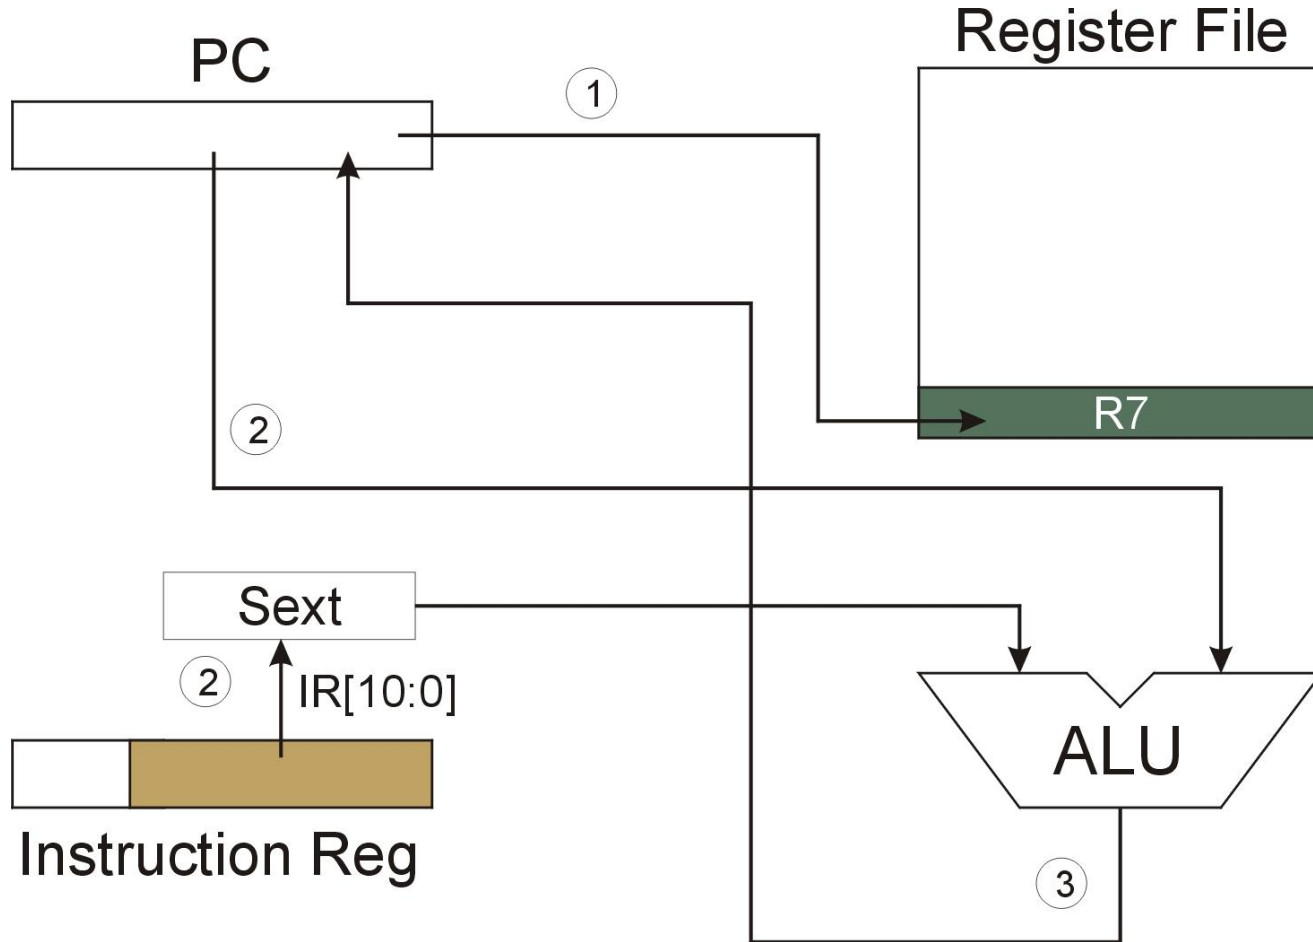 Register File
PC
1
R7
2
Sext
2
IR[10:0]
ALU
Instruction Reg
3